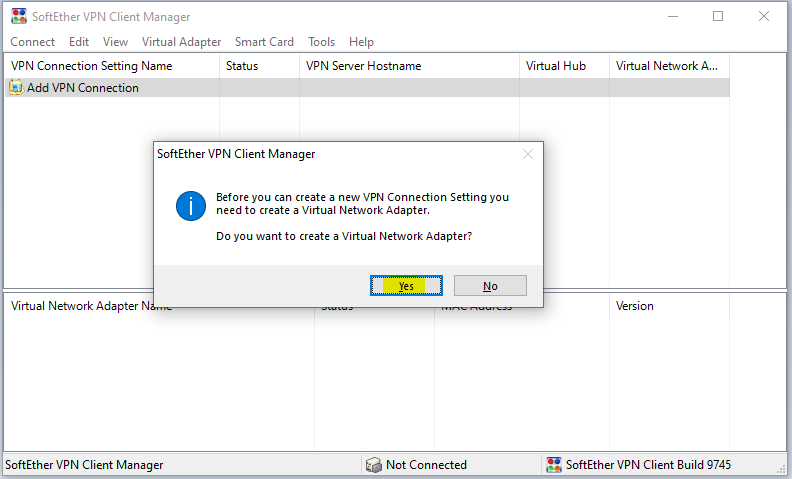 SoftEther VPN Client Manager
Connect Edit View Virtual Adapter Smart Card Tools Help
VPN Connection Setting Name Status VPN Server Hostname Virtual Hub Virtual Network A...
Add VPN Connection
SoftEther VPN Client Manager
Before you can create a new VPN Connection Setting you
need to create a Virtual Network Adapter.
Do you want to create a Virtual Network Adapter?
Yes No
Virtual Network Adapter Name Status MAC Address Version
SoftEther VPN Client Manager Not Connected SoftEther VPN Client Build 9745